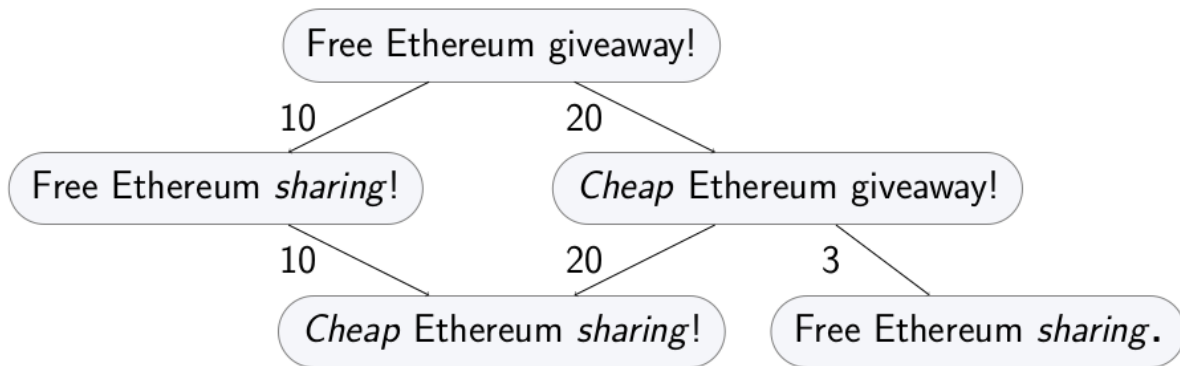 Free Ethereum giveaway!
10
20
Free Ethereum sharing!
Cheap Ethereum giveaway!
10
20
3
Cheap Ethereum sharing!
Free Ethereum sharing.